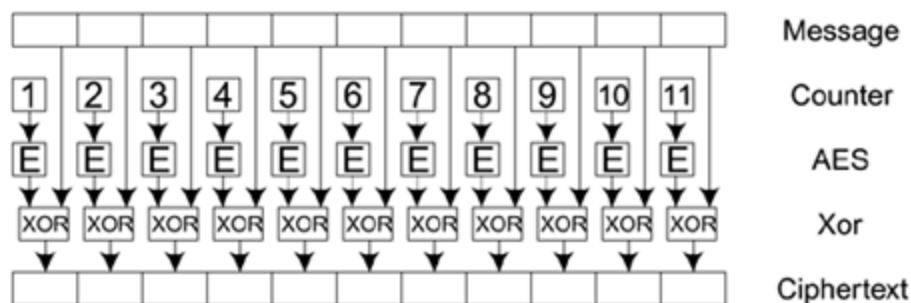 Message
1 2 3 4 5 6 7 8 9 10 11 Counter
E E E E E E E E E E E AES
XOR XOR XOR XOR XOR XOR XOR XOR XOR XOR XOR Xor
Ciphertext